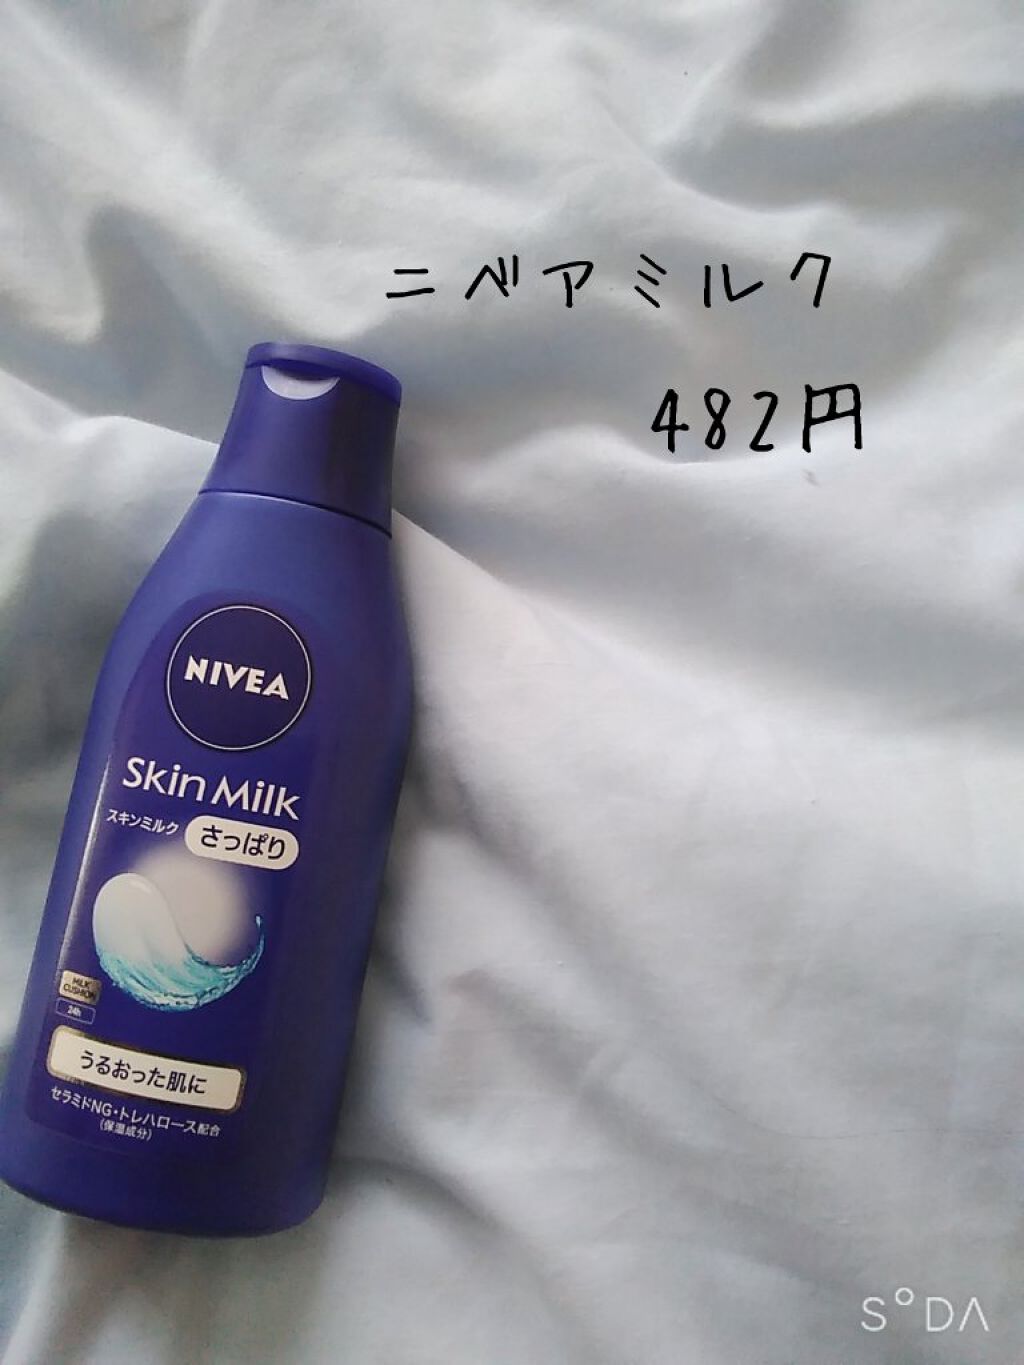 ニベアミルク
482円
NIVEA
Skin Milk
スキンミルク さっぱり
MILK
CUSHION
24h
うるおった肌に
セラミドNG・トレハロース配合
(保湿成分)
SODA